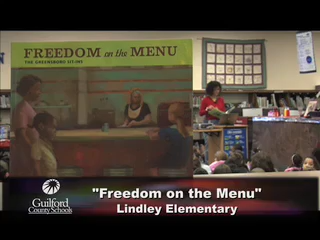 FREEDOM on the MENU
THE GREENSBORO SIT-INS
Guilford
County Schools
"Freedom on the Menu"
Lindley Elementary